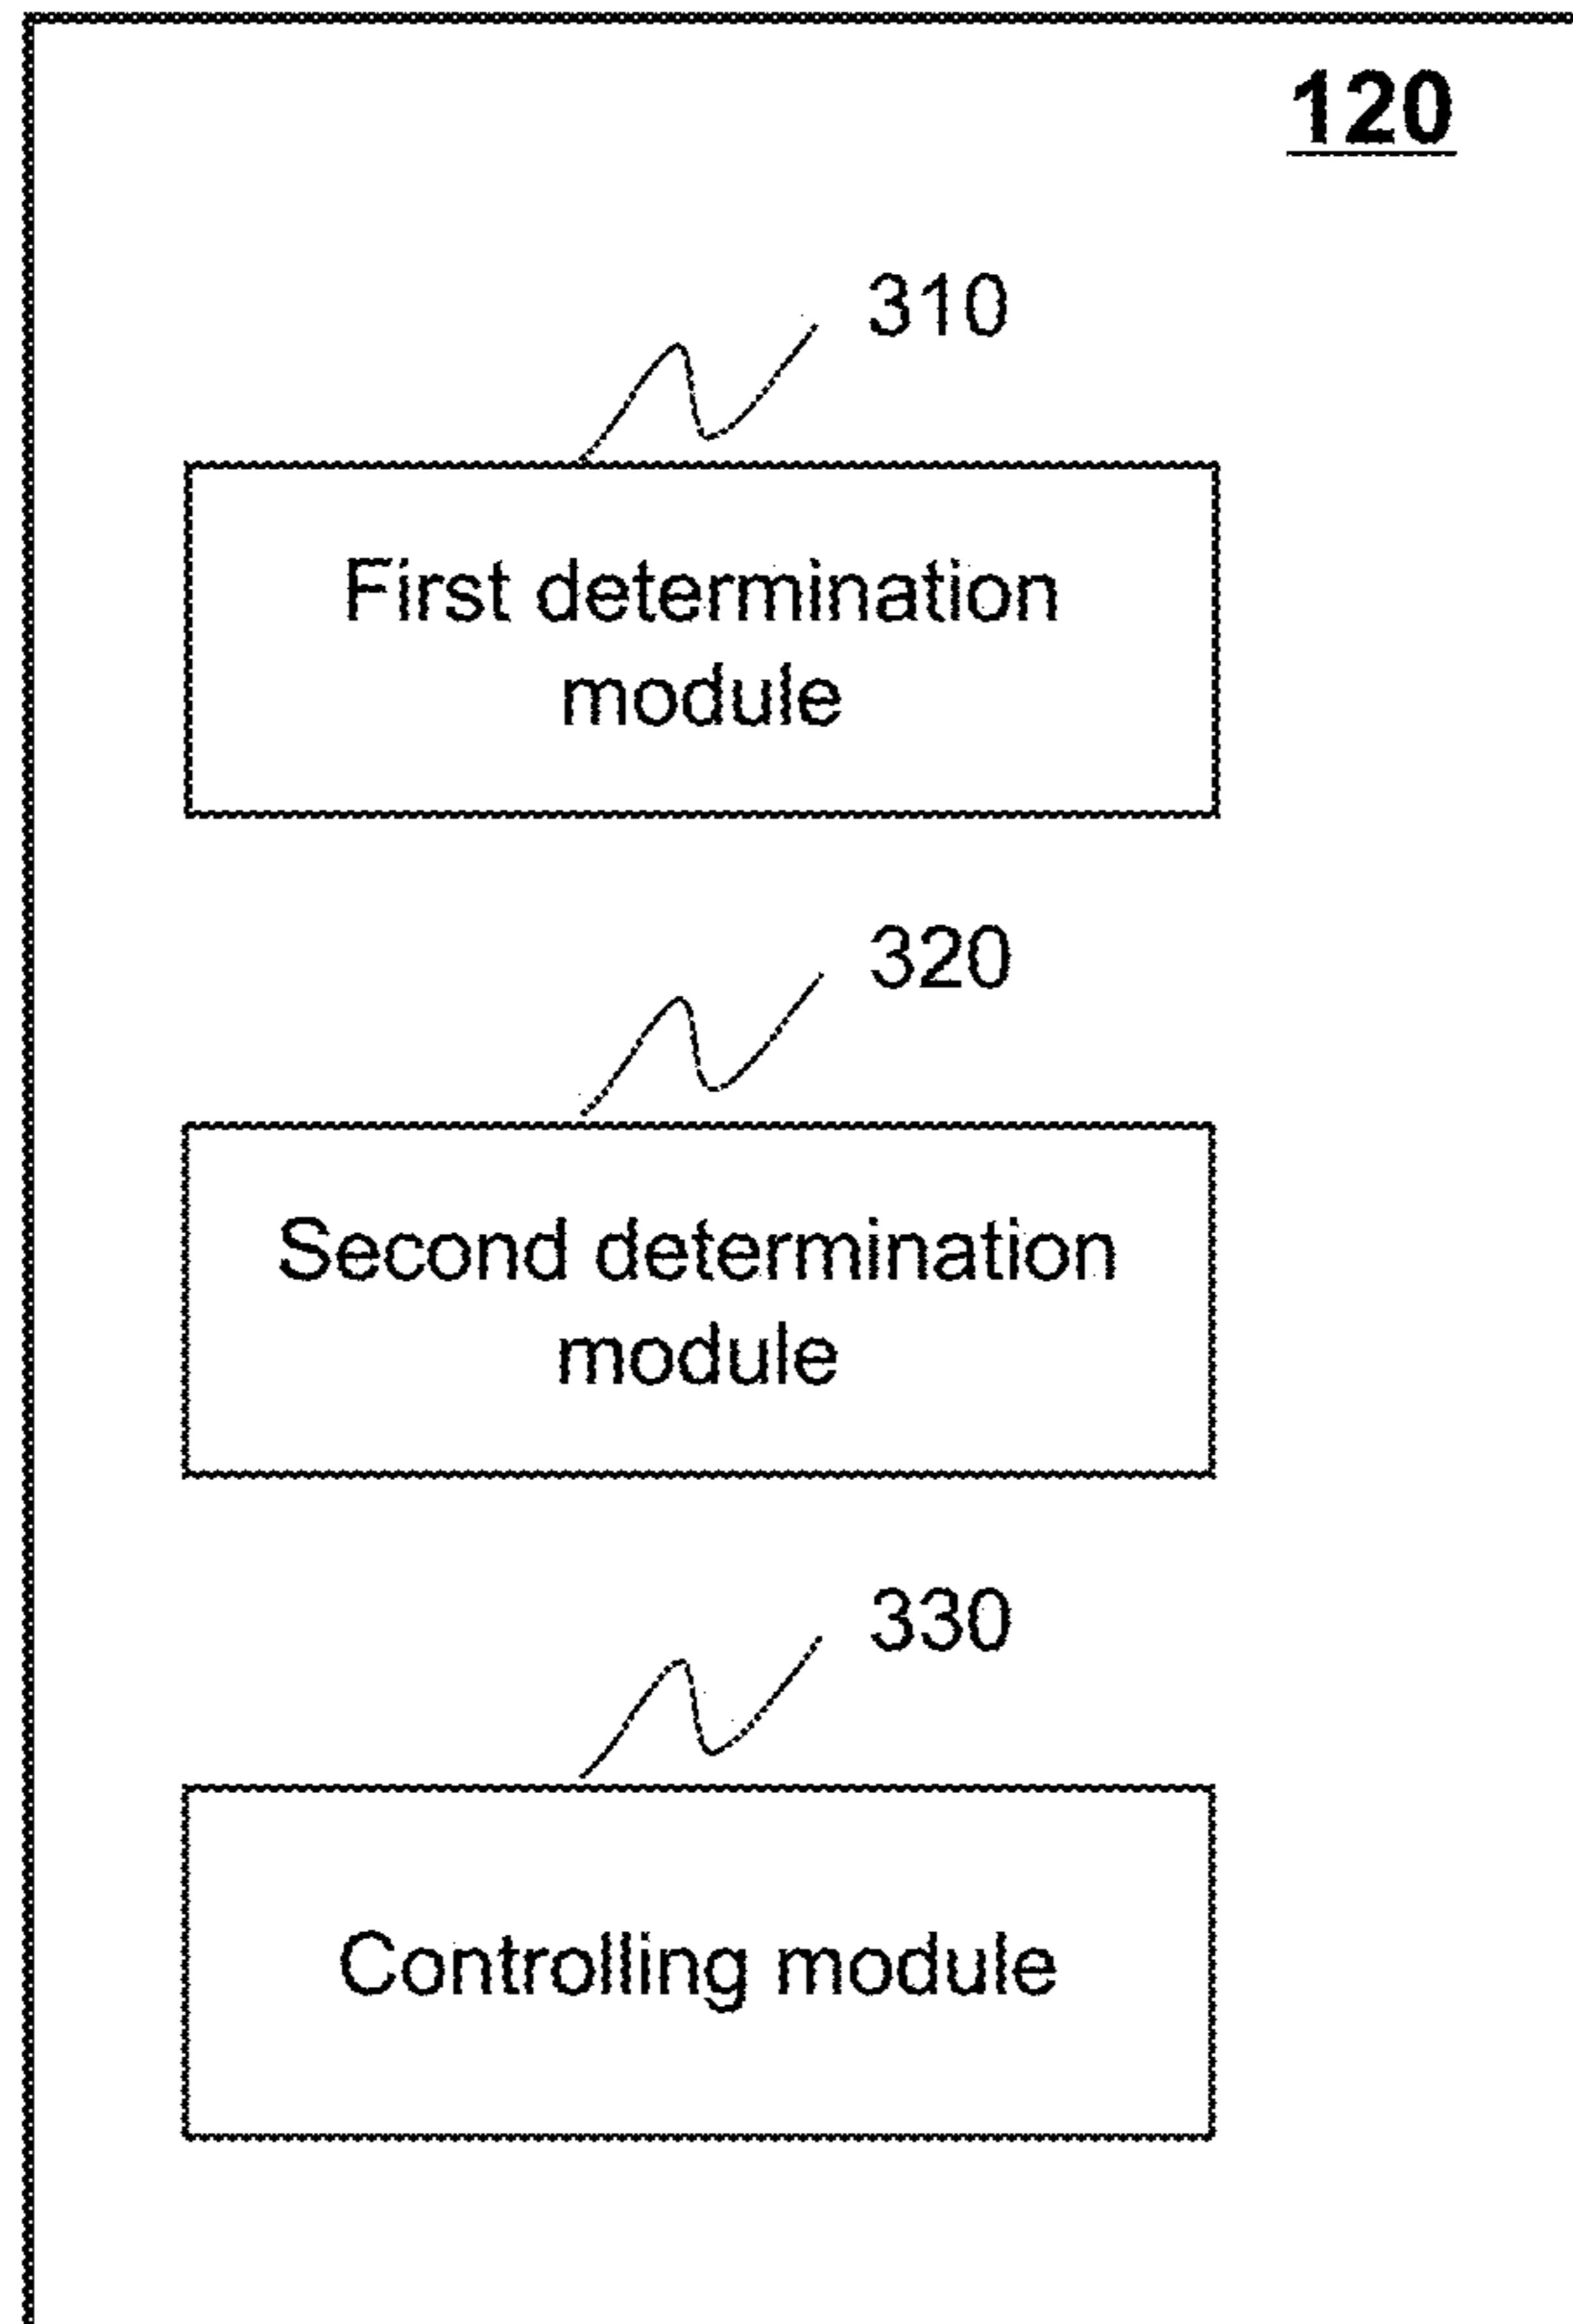 120
310
First determination
module
320
Second determination
module
330
Controlling module